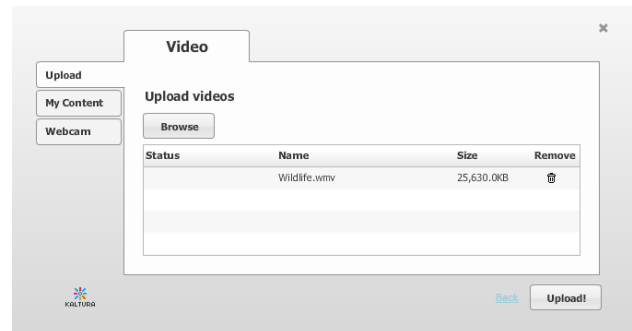 Video
Upload
My Content
Webcam
Upload videos
Browse
Status Name Size Remove
Wildlife.wmv 25,630.0KB
KALTURA
Back Upload!